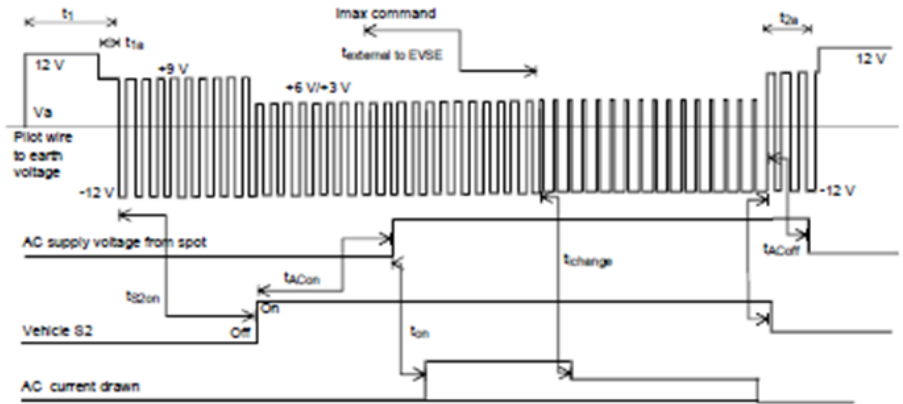 t1
Imax command
t2a
t1a
texternal to EVSE
12 V
+9 V
12 V
+6 V/+3 V
Va
Pilot wire
to earth
voltage
-12 V
-12 V
AC supply voltage from spot
tACoff
tIchange
tACon
tS2on
On
Off
ton
Vehicle S2
AC current drawn